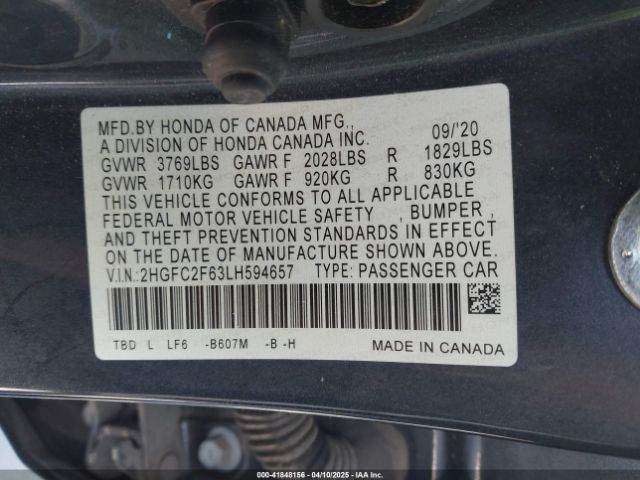 MFD.BY HONDA OF CANADA MFG., 09/'20
A DIVISION OF HONDA CANADA INC.
GVWR 3769LBS GAWR F 2028LBS R 1829LBS
GVWR 1710KG GAWR F 920KG R 830KG
THIS VEHICLE CONFORMS TO ALL APPLICABLE
FEDERAL MOTOR VEHICLE SAFETY , BUMPER ,
AND THEFT PREVENTION STANDARDS IN EFFECT
ON THE DATE OF MANUFACTURE SHOWN ABOVE.
V.I.N.:2HGFC2F63LH594657 TYPE: PASSENGER CAR
TBD L LF6 -B607M -B -H MADE IN CANADA
000-41848156 - 04/10/2025 - IAA Inc.